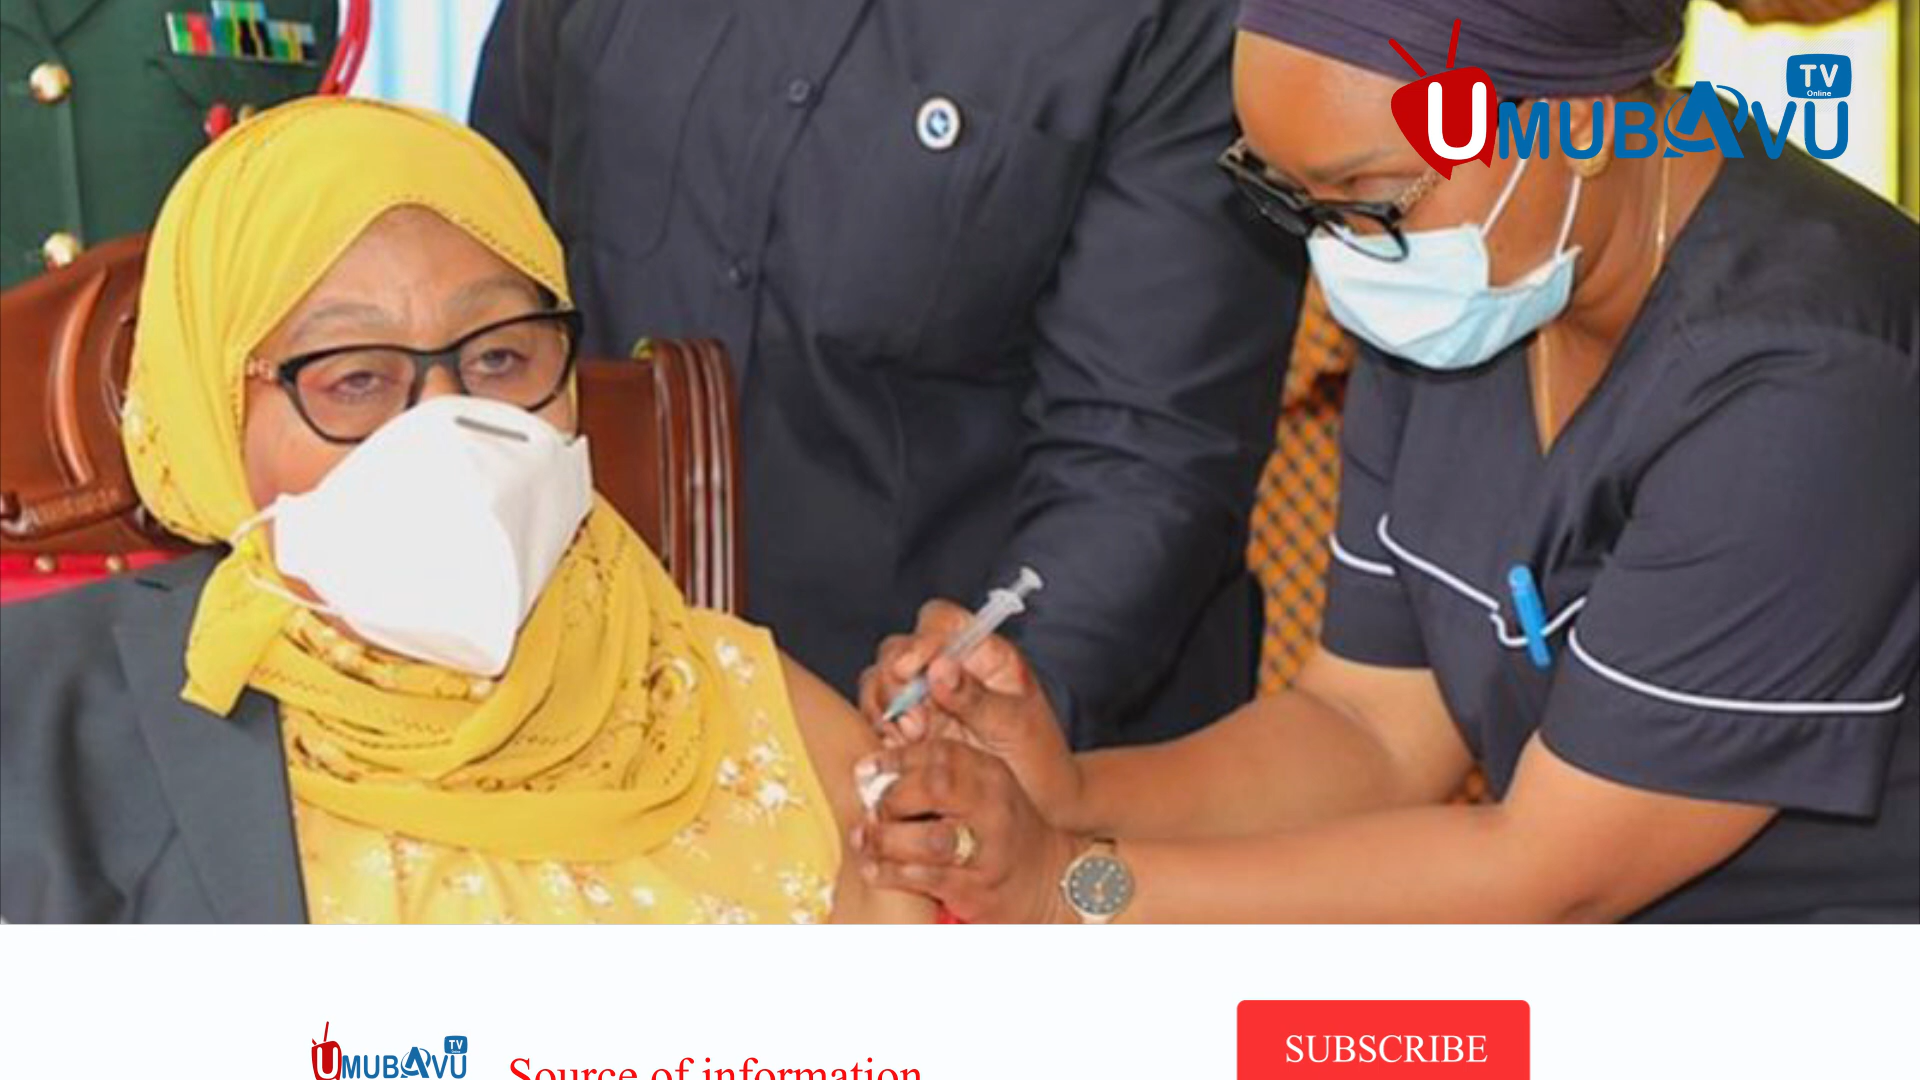 UMUBAVU
TV
Online
UMUBAVU
TV
Source of information
SUBSCRIBE